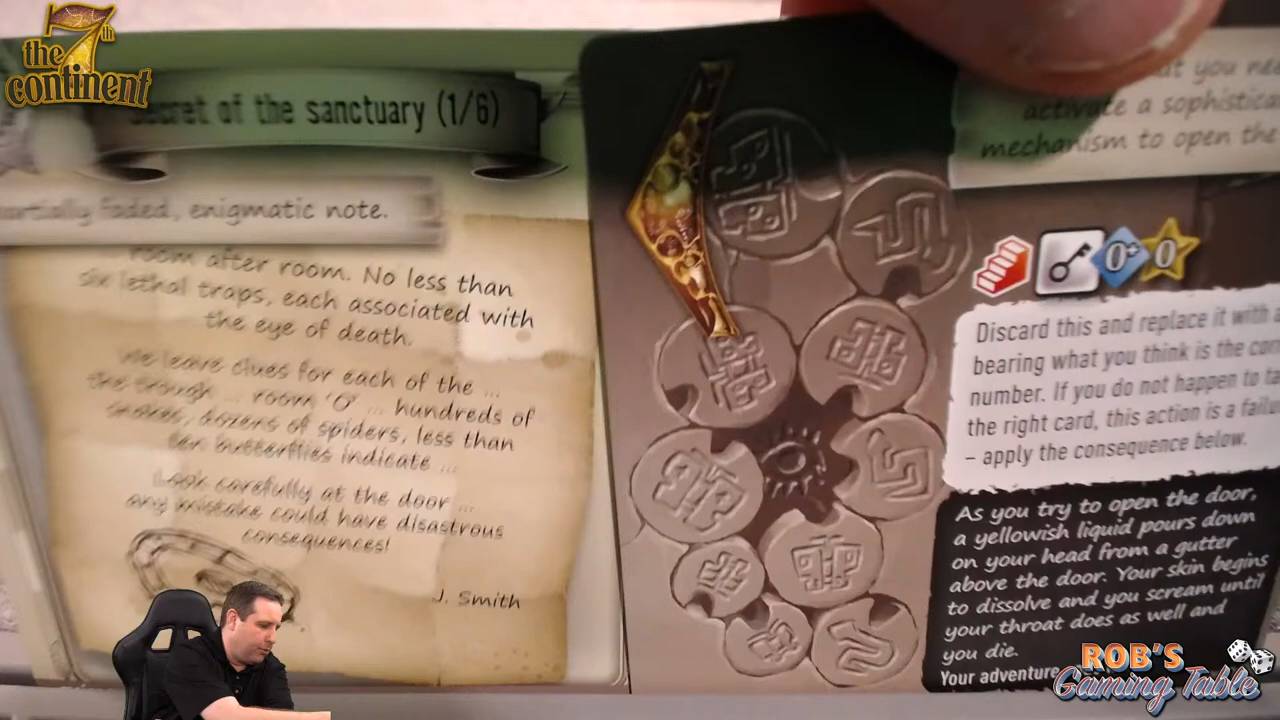 the 7th continent
Secret of the sanctuary (1/6)
partially faded, enigmatic note.
... room after room. No less than
six lethal traps, each associated with
the eye of death.
We leave clues for each of the ...
the trough ... room 'O' ... hundreds of
snakes, dozens of spiders, less than
ten butterflies indicate ...
Look carefully at the door ...
any mistake could have disastrous
consequences!
J. Smith
at you nee
activate a sophistica
mechanism to open the
0+ 0
Discard this and replace it with a
bearing what you think is the corr
number. If you do not happen to ta
the right card, this action is a failu
– apply the consequence below.
As you try to open the door,
a yellowish liquid pours down
on your head from a gutter
above the door. Your skin begins
to dissolve and you scream until
your throat does as well and
you die.
Your adventure
ROB'S
Gaming Table